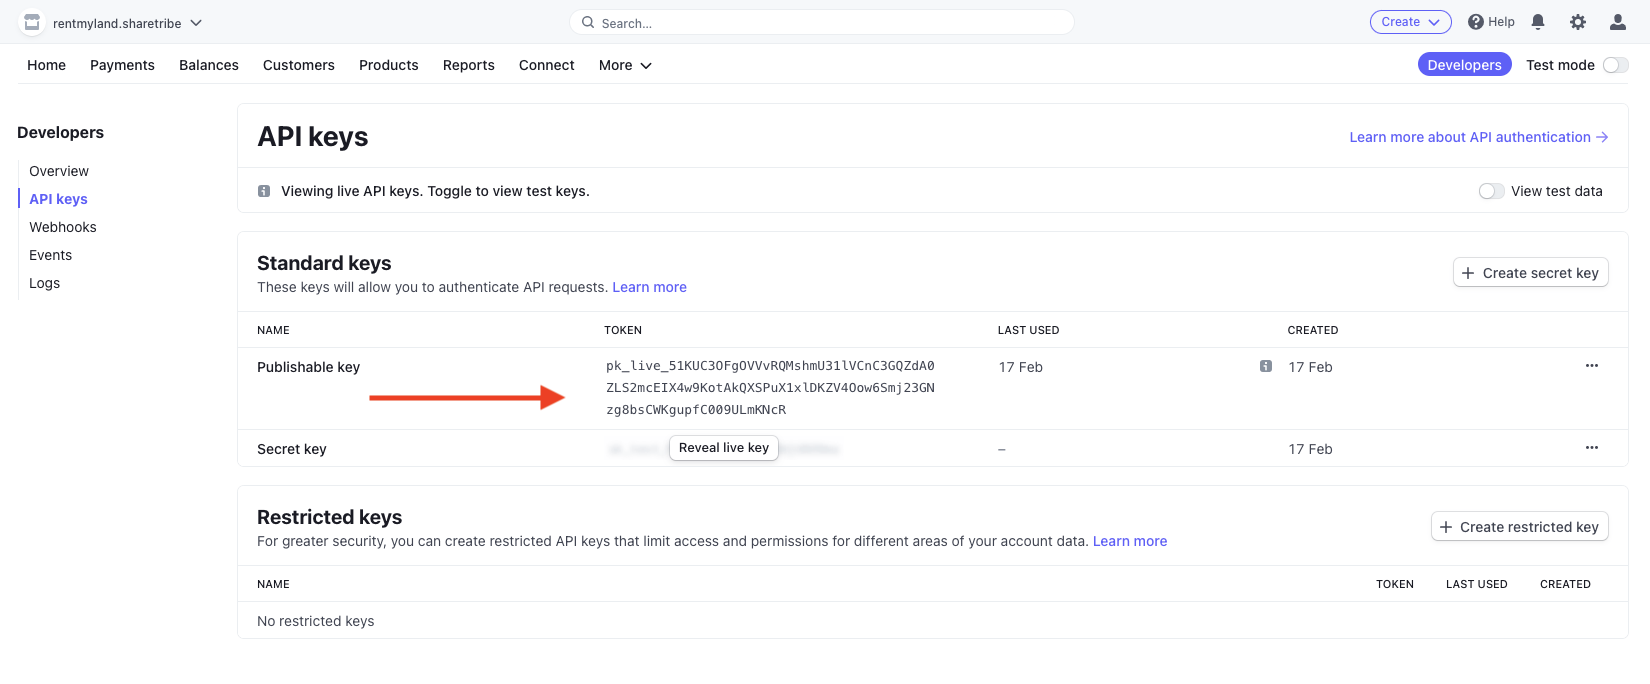 rentmyland.sharetribe
Search...
Create
Help
Home Payments Balances Customers Products Reports Connect More
Developers Test mode
Developers
Overview
API keys
Webhooks
Events
Logs
API keys
Learn more about API authentication →
Viewing live API keys. Toggle to view test keys.
View test data
Standard keys
These keys will allow you to authenticate API requests. Learn more
+ Create secret key
NAME TOKEN LAST USED CREATED
Publishable key
pk_live_51KUC3OFgOVVvRQMshmU31lVCnC3GQZdA0
ZLS2mcEIX4w9KotAkQXSPuX1xlDKZV4Oow6Smj23GN
zg8bsCWKgupfC009ULmKNcR
17 Feb 17 Feb
Secret key Reveal live key – 17 Feb
Restricted keys
For greater security, you can create restricted API keys that limit access and permissions for different areas of your account data. Learn more
+ Create restricted key
NAME TOKEN LAST USED CREATED
No restricted keys